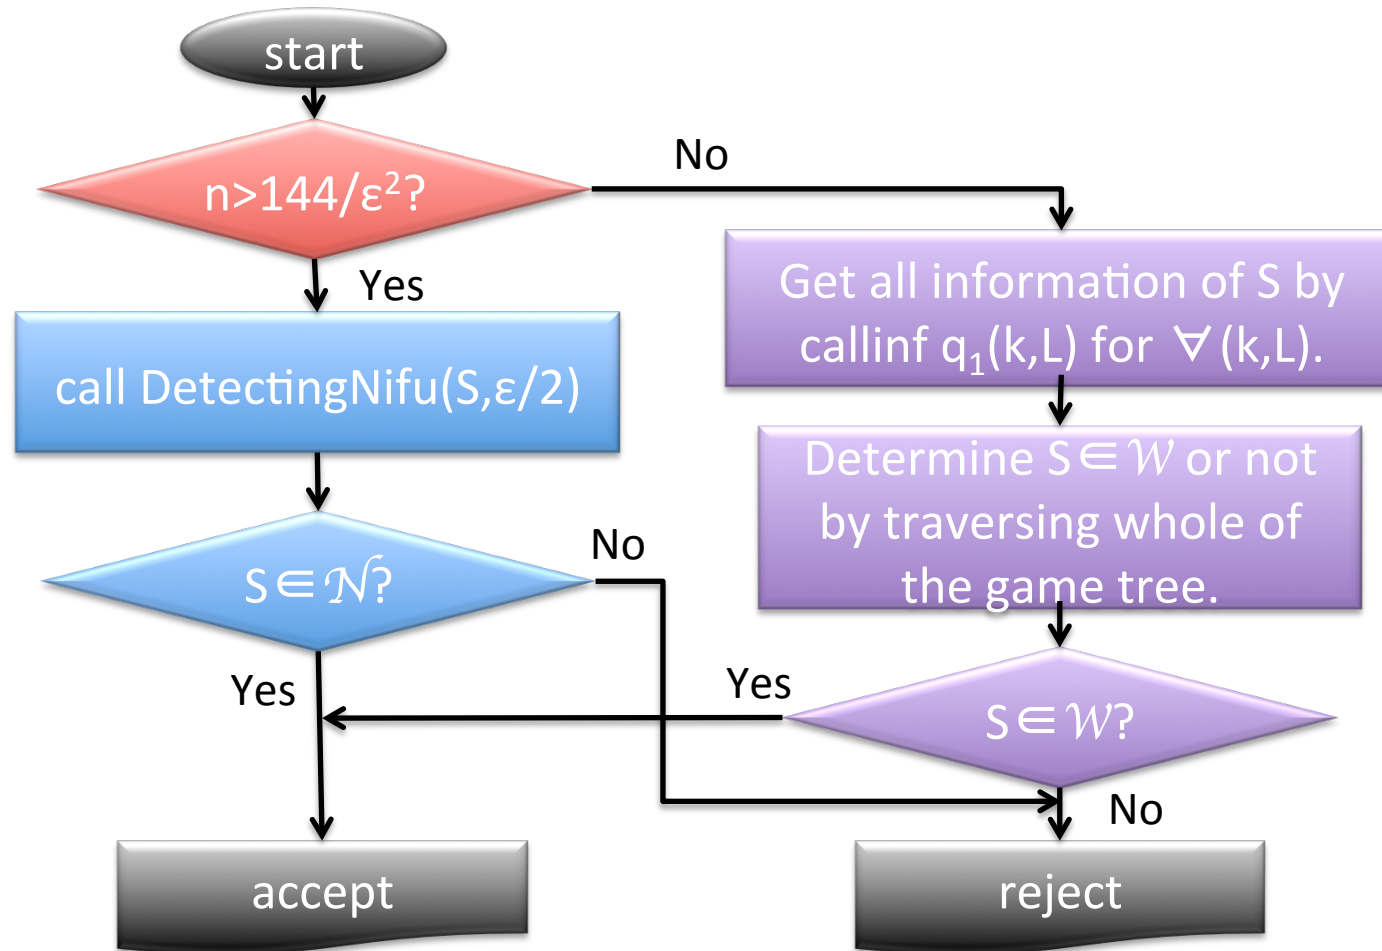 start
n>144/ε²?
No
Yes
Get all information of S by
callinf q₁(k,L) for ∀(k,L).
call DetectingNifu(S,ε/2)
Determine S∈𝒲 or not
by traversing whole of
the game tree.
S∈𝒩?
No
Yes
Yes
S∈𝒲?
No
accept
reject